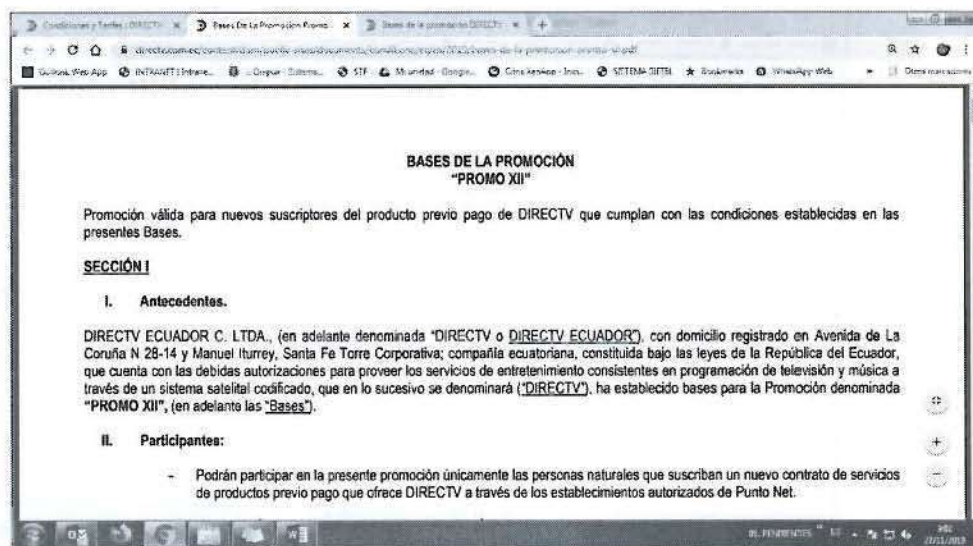 Bases De La Promoción Promo
BASES DE LA PROMOCIÓN
"PROMO XII"
Promoción válida para nuevos suscriptores del producto previo pago de DIRECTV que cumplan con las condiciones establecidas en las
presentes Bases.
SECCIÓN I
I. Antecedentes.
DIRECTV ECUADOR C. LTDA., (en adelante denominada "DIRECTV o DIRECTV ECUADOR"), con domicilio registrado en Avenida de La
Coruña N 28-14 y Manuel Iturrey, Santa Fe Torre Corporativa; compañía ecuatoriana, constituida bajo las leyes de la República del Ecuador,
que cuenta con las debidas autorizaciones para proveer los servicios de entretenimiento consistentes en programación de televisión y música a
través de un sistema satelital codificado, que en lo sucesivo se denominará ("DIRECTV"), ha establecido bases para la Promoción denominada
"PROMO XII", (en adelante las "Bases").
II. Participantes:
- Podrán participar en la presente promoción únicamente las personas naturales que suscriban un nuevo contrato de servicios
de productos previo pago que ofrece DIRECTV a través de los establecimientos autorizados de Punto Net.